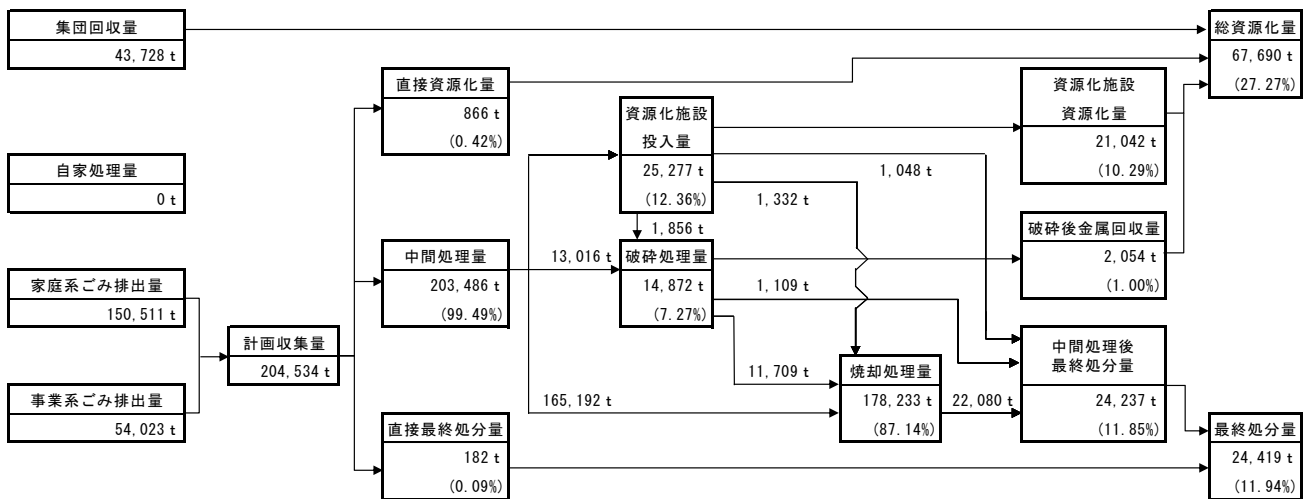 集団回収量
43,728 t
自家処理量
0 t
家庭系ごみ排出量
150,511 t
事業系ごみ排出量
54,023 t
計画収集量
204,534 t
直接資源化量
866 t
(0.42%)
中間処理量
203,486 t
(99.49%)
直接最終処分量
182 t
(0.09%)
13,016 t
165,192 t
資源化施設
投入量
25,277 t
(12.36%)
1,856 t
破砕処理量
14,872 t
(7.27%)
1,048 t
1,332 t
1,109 t
11,709 t
焼却処理量
178,233 t
(87.14%)
22,080 t
資源化施設
資源化量
21,042 t
(10.29%)
破砕後金属回収量
2,054 t
(1.00%)
中間処理後
最終処分量
24,237 t
(11.85%)
総資源化量
67,690 t
(27.27%)
最終処分量
24,419 t
(11.94%)